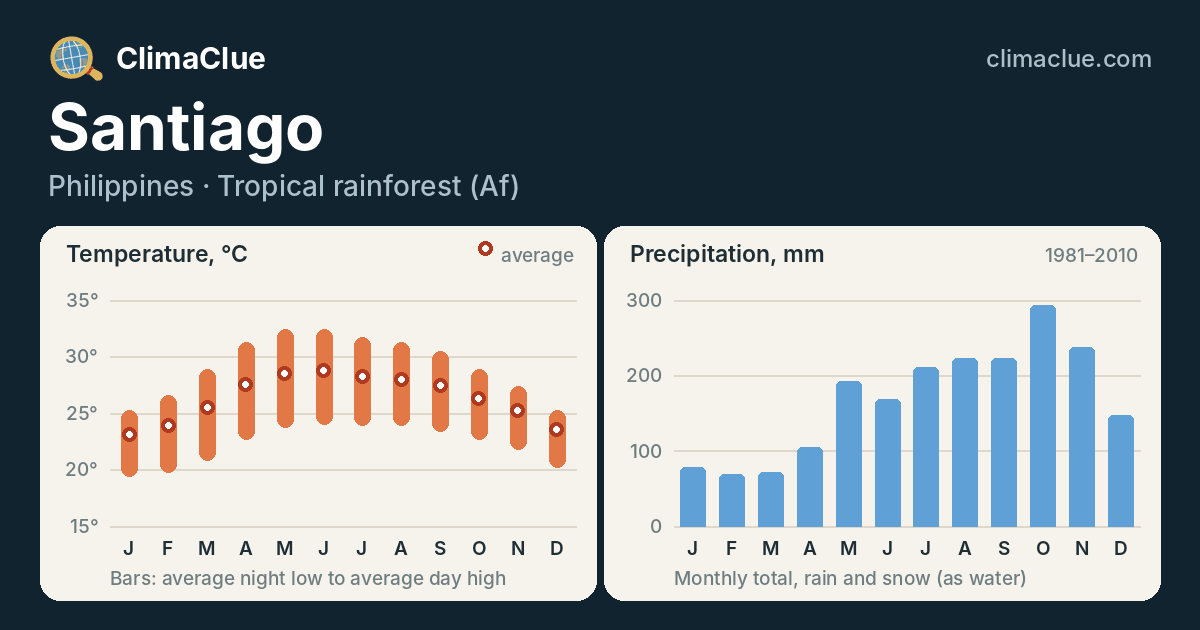 ClimaClue
climaclue.com
Santiago
Philippines · Tropical rainforest (Af)
Temperature, °C
average
35°
30°
25°
20°
15°
J F M A M J J A S O N D
Bars: average night low to average day high
Precipitation, mm
1981–2010
300
200
100
0
J F M A M J J A S O N D
Monthly total, rain and snow (as water)